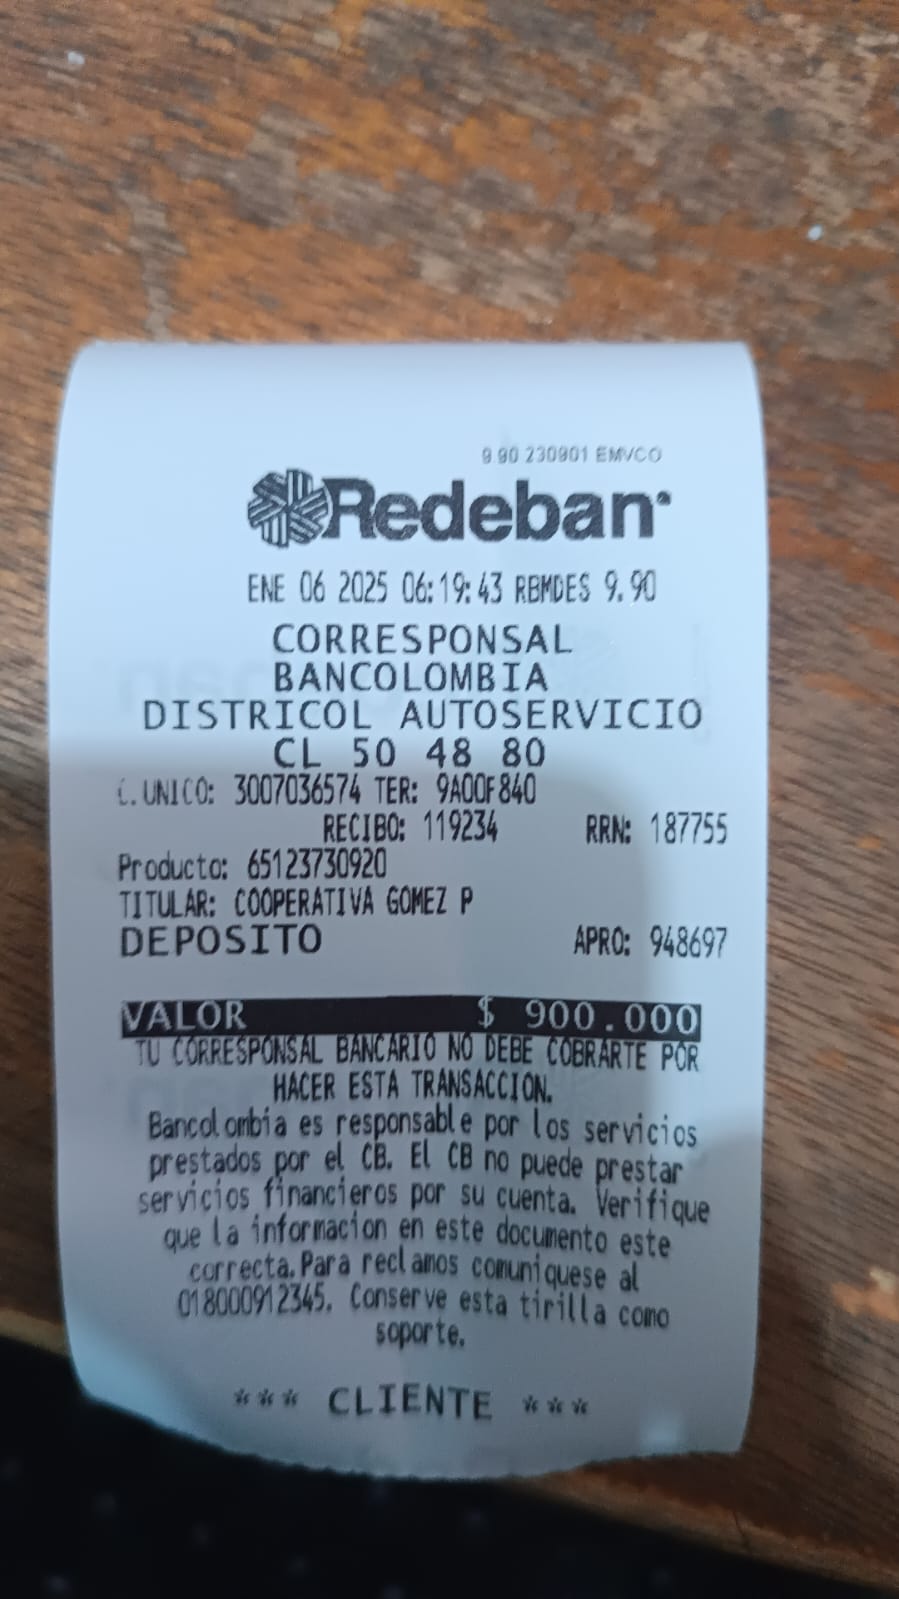 9.90 230901 EMVCO
Redeban
ENE 06 2025 06:19:43 RBMDES 9.90
CORRESPONSAL
BANCOLOMBIA
DISTRICOL AUTOSERVICIO
CL 50 48 80
C.UNICO: 3007036574 TER: 9A00F840
RECIBO: 119234 RRN: 187755
Producto: 65123730920
TITULAR: COOPERATIVA GOMEZ P
DEPOSITO APRO: 948697
VALOR $ 900.000
TU CORRESPONSAL BANCARIO NO DEBE COBRARTE POR
HACER ESTA TRANSACCION.
Bancolombia es responsable por los servicios
prestados por el CB. El CB no puede prestar
servicios financieros por su cuenta. Verifique
que la informacion en este documento este
correcta.Para reclamos comuniquese al
018000912345. Conserve esta tirilla como
soporte.
*** CLIENTE ***